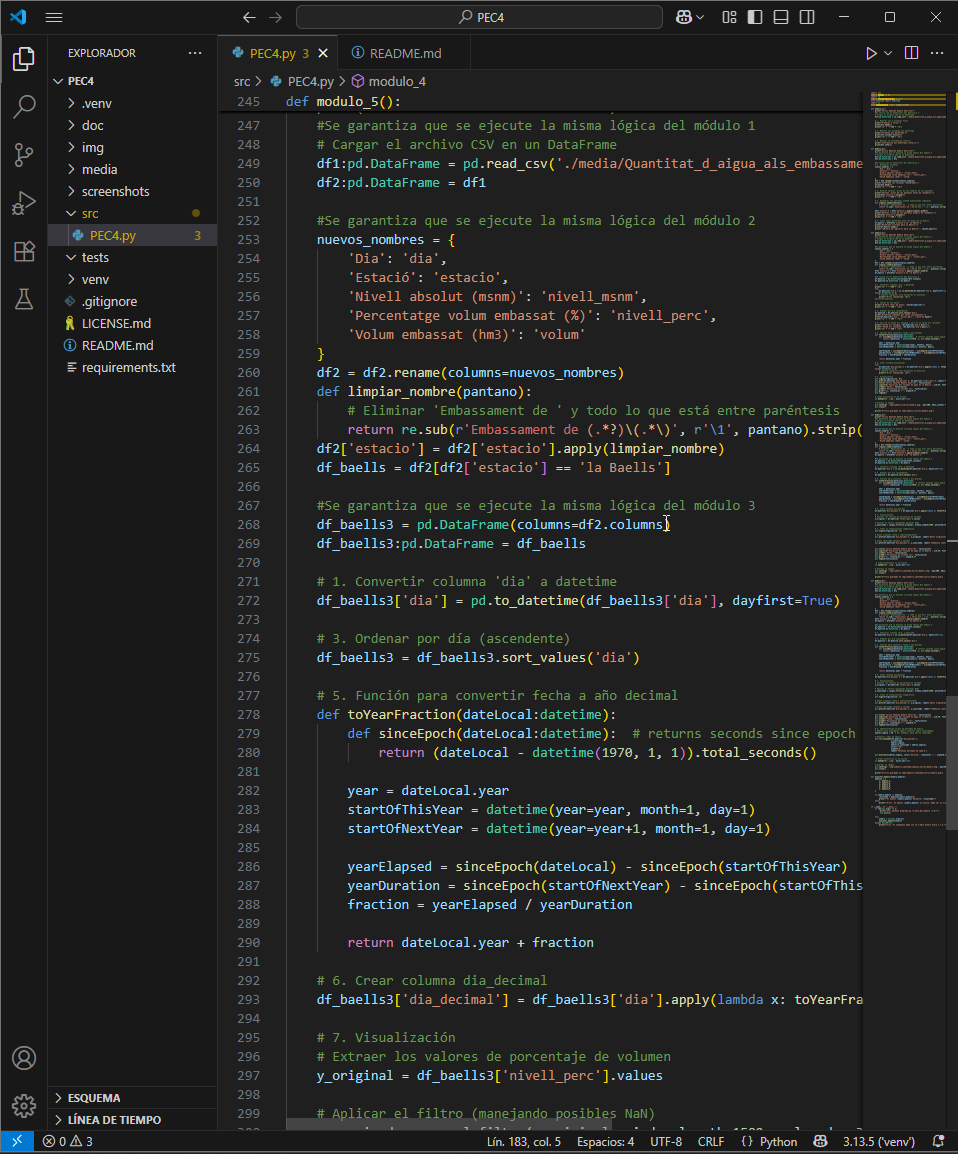 PEC4
EXPLORADOR
PEC4
.venv
doc
img
media
screenshots
src
PEC4.py 3
tests
venv
.gitignore
LICENSE.md
README.md
requirements.txt
ESQUEMA
LÍNEA DE TIEMPO
PEC4.py 3
README.md
src > PEC4.py > modulo_4
245 def modulo_5():
247 #Se garantiza que se ejecute la misma lógica del módulo 1
248 # Cargar el archivo CSV en un DataFrame
249 df1:pd.DataFrame = pd.read_csv('./media/Quantitat_d_aigua_als_embassame
250 df2:pd.DataFrame = df1
251
252 #Se garantiza que se ejecute la misma lógica del módulo 2
253 nuevos_nombres = {
254 'Dia': 'dia',
255 'Estació': 'estacio',
256 'Nivell absolut (msnm)': 'nivell_msnm',
257 'Percentatge volum embassat (%)': 'nivell_perc',
258 'Volum embassat (hm3)': 'volum'
259 }
260 df2 = df2.rename(columns=nuevos_nombres)
261 def limpiar_nombre(pantano):
262 # Eliminar 'Embassament de ' y todo lo que está entre paréntesis
263 return re.sub(r'Embassament de (.*?)\(.*\)', r'\1', pantano).strip(
264 df2['estacio'] = df2['estacio'].apply(limpiar_nombre)
265 df_baells = df2[df2['estacio'] == 'la Baells']
266
267 #Se garantiza que se ejecute la misma lógica del módulo 3
268 df_baells3 = pd.DataFrame(columns=df2.columns)
269 df_baells3:pd.DataFrame = df_baells
270
271 # 1. Convertir columna 'dia' a datetime
272 df_baells3['dia'] = pd.to_datetime(df_baells3['dia'], dayfirst=True)
273
274 # 3. Ordenar por día (ascendente)
275 df_baells3 = df_baells3.sort_values('dia')
276
277 # 5. Función para convertir fecha a año decimal
278 def toYearFraction(dateLocal:datetime):
279 def sinceEpoch(dateLocal:datetime):  # returns seconds since epoch
280 return (dateLocal - datetime(1970, 1, 1)).total_seconds()
281
282 year = dateLocal.year
283 startOfThisYear = datetime(year=year, month=1, day=1)
284 startOfNextYear = datetime(year=year+1, month=1, day=1)
285
286 yearElapsed = sinceEpoch(dateLocal) - sinceEpoch(startOfThisYear)
287 yearDuration = sinceEpoch(startOfNextYear) - sinceEpoch(startOfThis
288 fraction = yearElapsed / yearDuration
289
290 return dateLocal.year + fraction
291
292 # 6. Crear columna dia_decimal
293 df_baells3['dia_decimal'] = df_baells3['dia'].apply(lambda x: toYearFra
294
295 # 7. Visualización
296 # Extraer los valores de porcentaje de volumen
297 y_original = df_baells3['nivell_perc'].values
298
299 # Aplicar el filtro (manejando posibles NaN)
0 3
Lín. 183, col. 5
Espacios: 4
UTF-8
CRLF
{ } Python
3.13.5 ('venv')